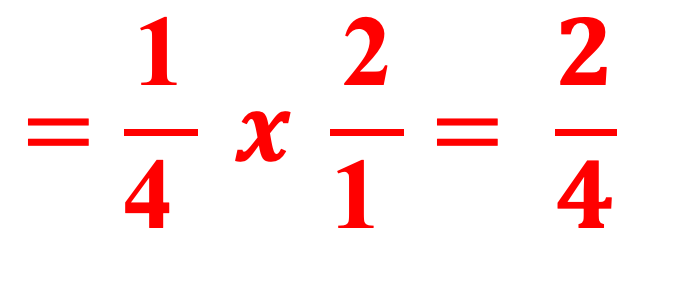 = 1/4 x 2/1 = 2/4